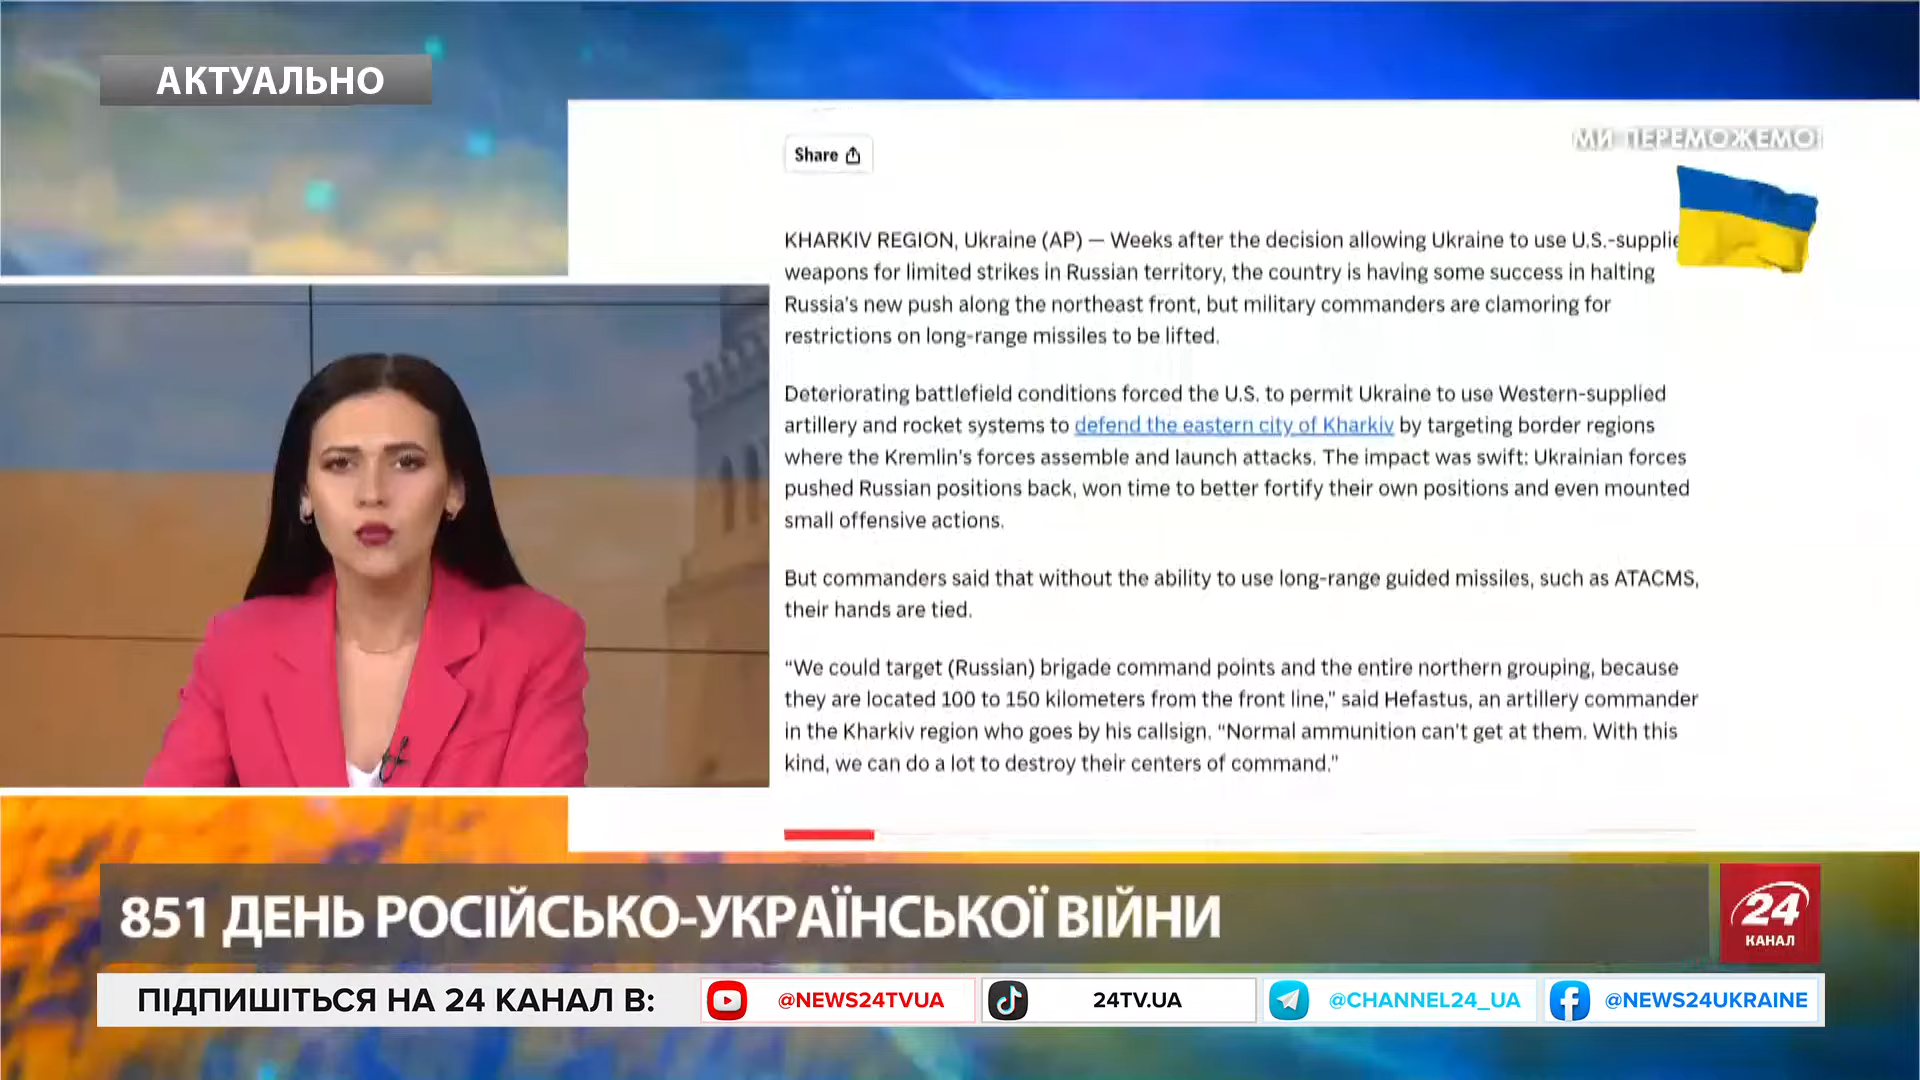 АКТУАЛЬНО
МИ ПЕРЕМОЖЕМО!
Share
KHARKIV REGION, Ukraine (AP) — Weeks after the decision allowing Ukraine to use U.S.-supplie
weapons for limited strikes in Russian territory, the country is having some success in halting
Russia's new push along the northeast front, but military commanders are clamoring for
restrictions on long-range missiles to be lifted.
Deteriorating battlefield conditions forced the U.S. to permit Ukraine to use Western-supplied
artillery and rocket systems to defend the eastern city of Kharkiv by targeting border regions
where the Kremlin's forces assemble and launch attacks. The impact was swift: Ukrainian forces
pushed Russian positions back, won time to better fortify their own positions and even mounted
small offensive actions.
But commanders said that without the ability to use long-range guided missiles, such as ATACMS,
their hands are tied.
“We could target (Russian) brigade command points and the entire northern grouping, because
they are located 100 to 150 kilometers from the front line,” said Hefastus, an artillery commander
in the Kharkiv region who goes by his callsign. “Normal ammunition can't get at them. With this
kind, we can do a lot to destroy their centers of command.”
851 ДЕНЬ РОСІЙСЬКО-УКРАЇНСЬКОЇ ВІЙНИ
24
КАНАЛ
ПІДПИШІТЬСЯ НА 24 КАНАЛ В: @NEWS24TVUA 24TV.UA @CHANNEL24_UA @NEWS24UKRAINE